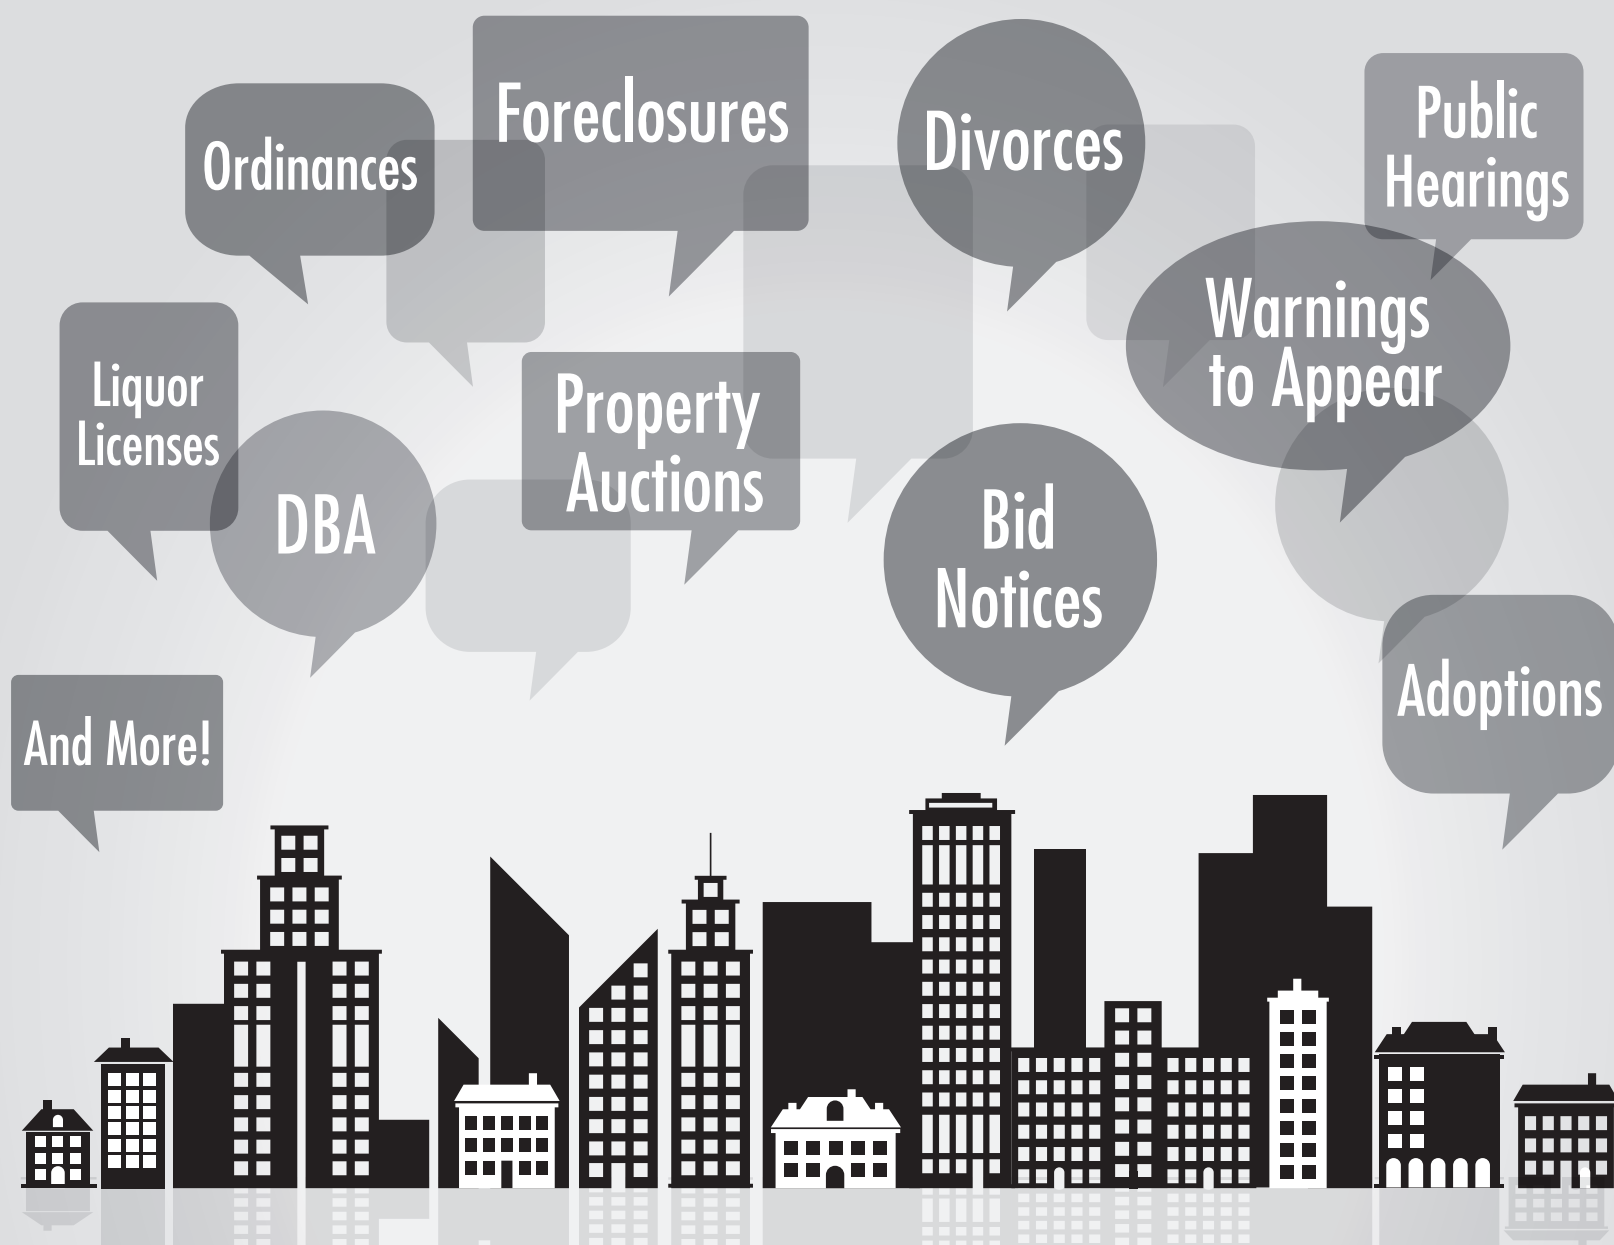 Foreclosures
Ordinances
Divorces
Public
Hearings
Warnings
to Appear
Liquor
Licenses
DBA
Property
Auctions
Bid
Notices
Adoptions
And More!